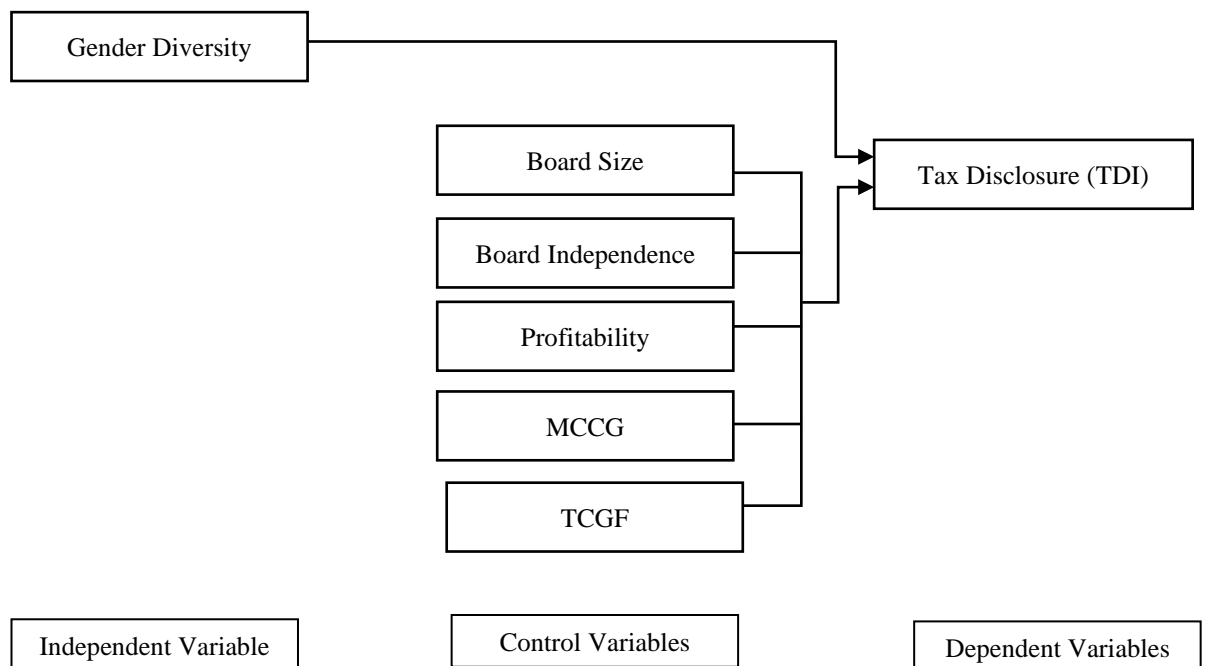 Gender Diversity
Board Size
Tax Disclosure (TDI)
Board Independence
Profitability
MCCG
TCGF
Independent Variable
Control Variables
Dependent Variables